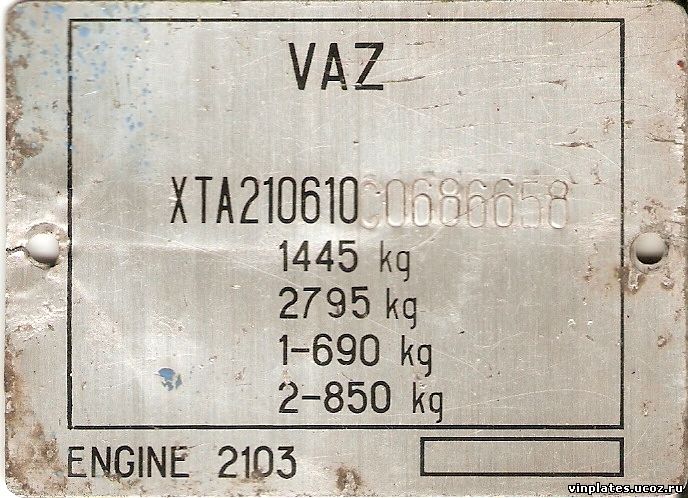 VAZ
XTA210610C0686658
1445 kg
2795 kg
1-690 kg
2-850 kg
ENGINE 2103
vinplates.ucoz.ru